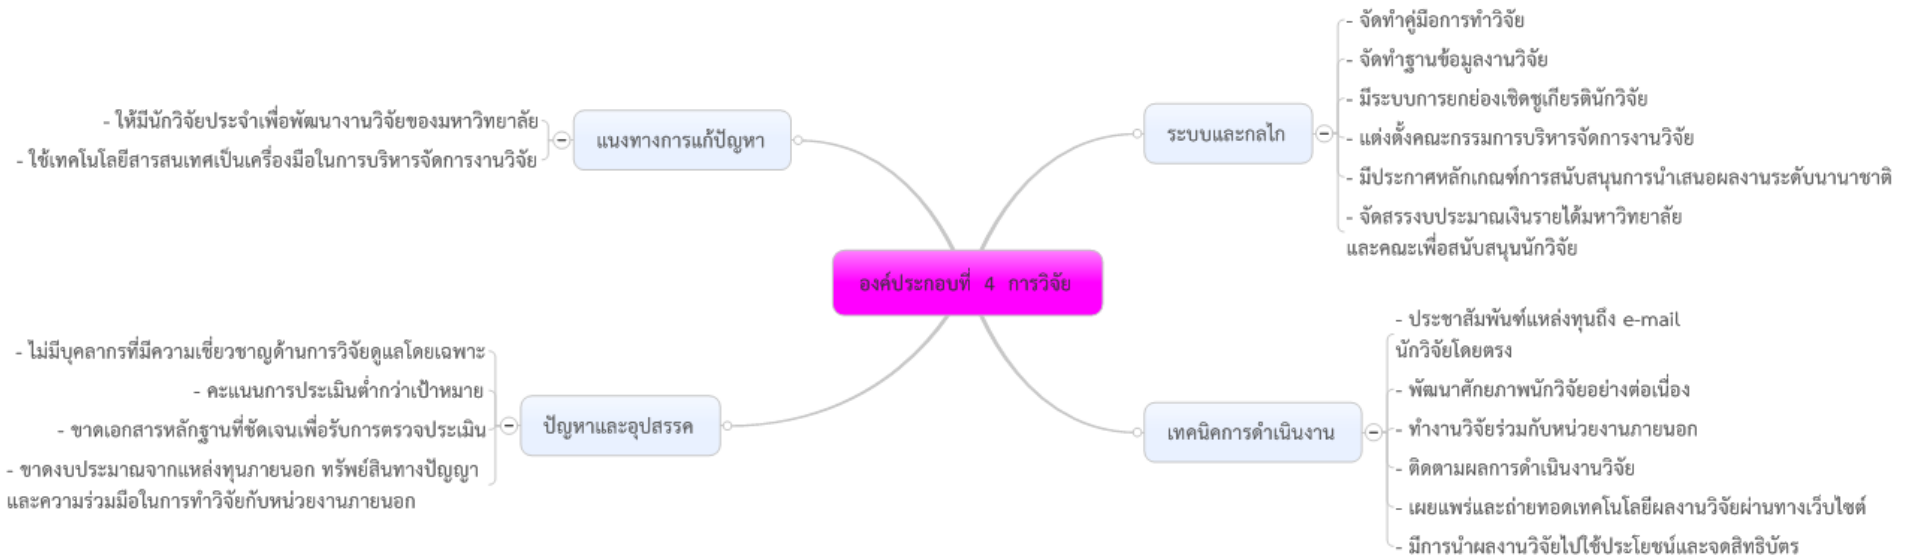 องค์ประกอบที่ 4 การวิจัย
ระบบและกลไก
- จัดทำคู่มือการทำวิจัย
- จัดทำฐานข้อมูลงานวิจัย
- มีระบบการยกย่องเชิดชูเกียรตินักวิจัย
- แต่งตั้งคณะกรรมการบริหารจัดการงานวิจัย
- มีประกาศหลักเกณฑ์การสนับสนุนการนำเสนอผลงานระดับนานาชาติ
- จัดสรรงบประมาณเงินรายได้มหาวิทยาลัย
และคณะเพื่อสนับสนุนนักวิจัย
เทคนิคการดำเนินงาน
- ประชาสัมพันฑ์แหล่งทุนถึง e-mail
นักวิจัยโดยตรง
- พัฒนาศักยภาพนักวิจัยอย่างต่อเนื่อง
- ทำงานวิจัยร่วมกับหน่วยงานภายนอก
- ติดตามผลการดำเนินงานวิจัย
- เผยแพร่และถ่ายทอดเทคโนโลยีผลงานวิจัยผ่านทางเว็บไซต์
- มีการนำผลงานวิจัยไปใช้ประโยชน์และจดสิทธิบัตร
ปัญหาและอุปสรรค
- ไม่มีบุคลากรที่มีความเชี่ยวชาญด้านการวิจัยดูแลโดยเฉพาะ
- คะแนนการประเมินต่ำกว่าเป้าหมาย
- ขาดเอกสารหลักฐานที่ชัดเจนเพื่อรับการตรวจประเมิน
- ขาดงบประมาณจากแหล่งทุนภายนอก ทรัพย์สินทางปัญญา
และความร่วมมือในการทำวิจัยกับหน่วยงานภายนอก
แนงทางการแก้ปัญหา
- ให้มีนักวิจัยประจำเพื่อพัฒนางานวิจัยของมหาวิทยาลัย
- ใช้เทคโนโลยีสารสนเทศเป็นเครื่องมือในการบริหารจัดการงานวิจัย